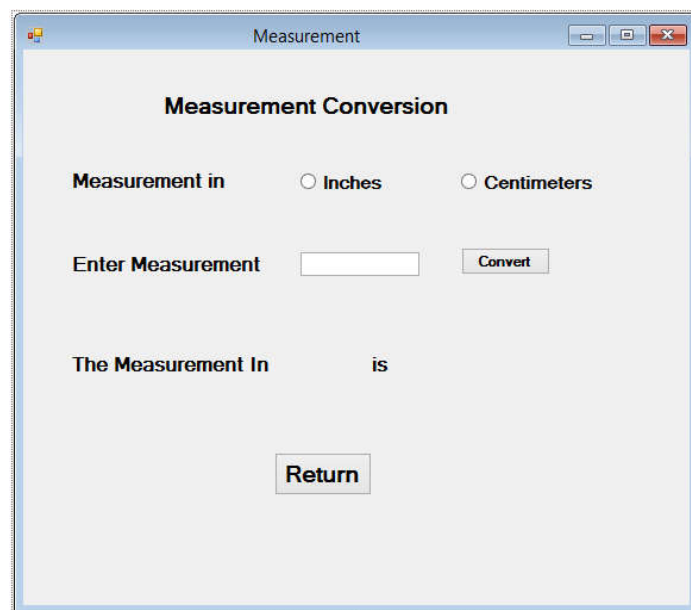 Measurement
Measurement Conversion
Measurement in Inches Centimeters
Enter Measurement Convert
The Measurement In is
Return